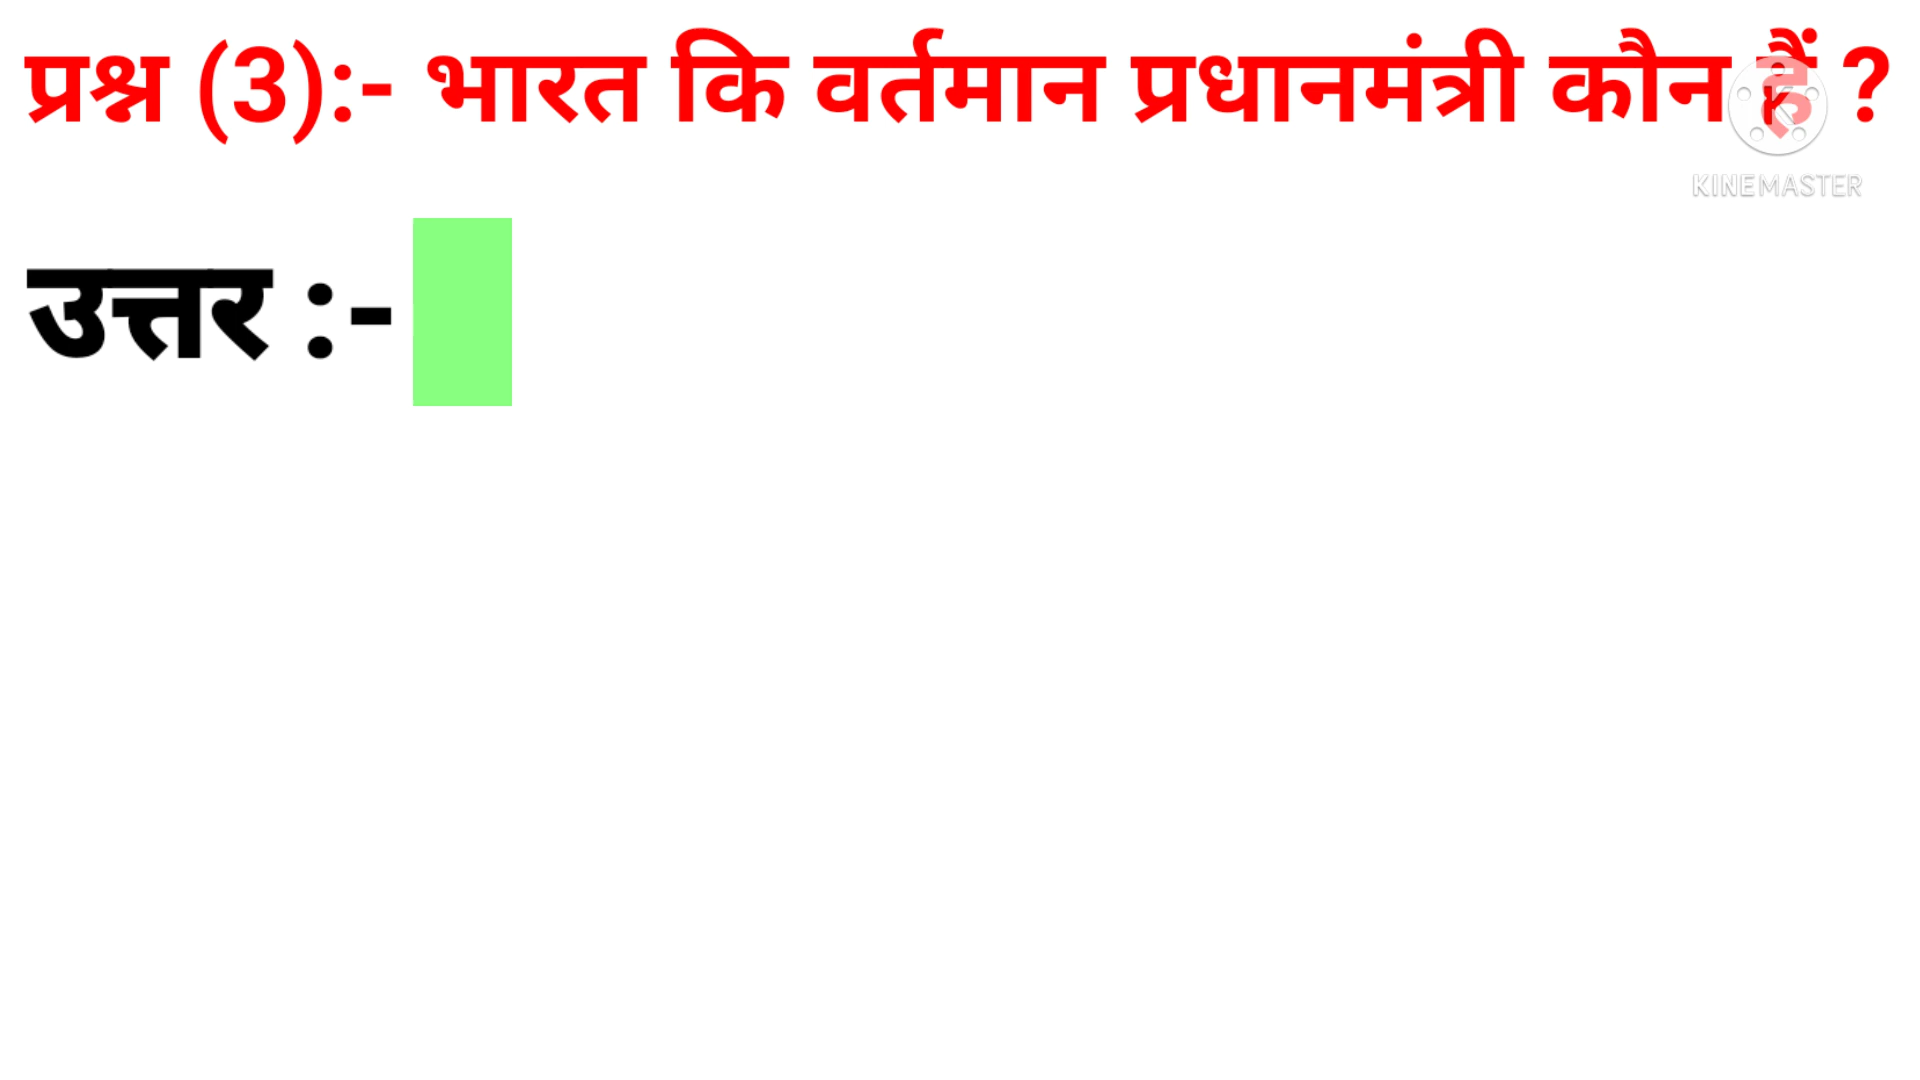 प्रश्न (3):- भारत कि वर्तमान प्रधानमंत्री कौन हैं ?
KINEMASTER
उत्तर :-